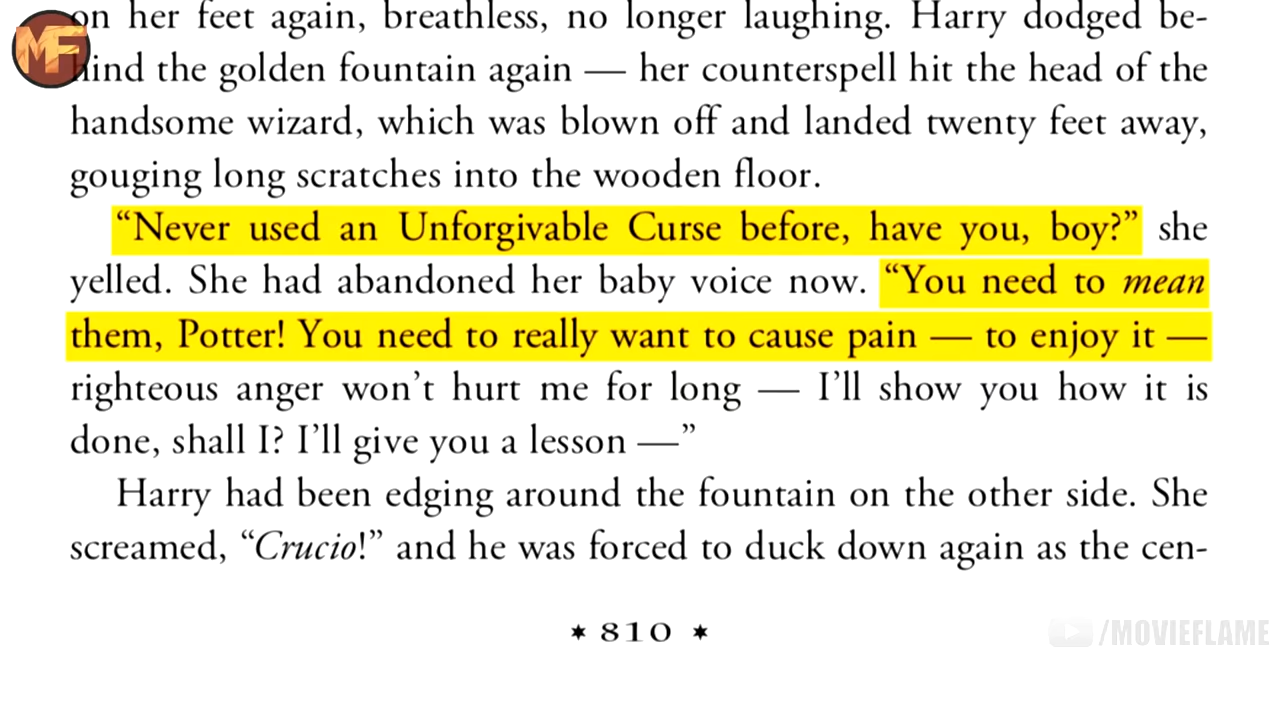 on her feet again, breathless, no longer laughing. Harry dodged be-
hind the golden fountain again — her counterspell hit the head of the
handsome wizard, which was blown off and landed twenty feet away,
gouging long scratches into the wooden floor.
“Never used an Unforgivable Curse before, have you, boy?” she
yelled. She had abandoned her baby voice now. “You need to mean
them, Potter! You need to really want to cause pain — to enjoy it —
righteous anger won’t hurt me for long — I’ll show you how it is
done, shall I? I’ll give you a lesson —”
Harry had been edging around the fountain on the other side. She
screamed, “Crucio!” and he was forced to duck down again as the cen-
* 810 *
MF
/MOVIEFLAME